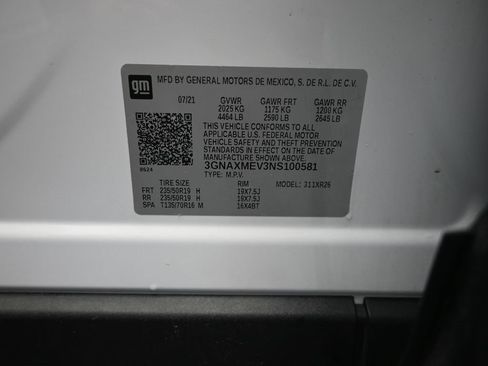 gm
MFD BY GENERAL MOTORS DE MEXICO, S. DE R.L. DE C.V.
07/21 GVWR GAWR FRT GAWR RR
2025 KG 1175 KG 1200 KG
4464 LB 2590 LB 2645 LB
THIS VEHICLE CONFORMS TO ALL
APPLICABLE U.S. FEDERAL MOTOR
VEHICLE SAFETY AND THEFT PREVENTION
STANDARDS IN EFFECT ON THE DATE OF
MANUFACTURE SHOWN ABOVE.
3GNAXMEV3NS100581
8624 TYPE: M.P.V.
TIRE SIZE RIM MODEL: 311XR26
FRT 235/50R19 H 19X7.5J
RR 235/50R19 H 19X7.5J
SPA T135/70R16 M 16X4BT